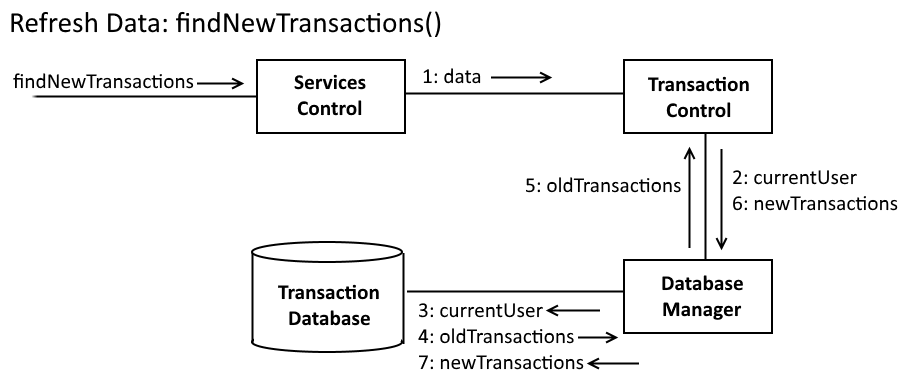 Refresh Data: findNewTransactions()
findNewTransactions
Services
Control
1: data
Transaction
Control
5: oldTransactions
2: currentUser
6: newTransactions
Transaction
Database
Database
Manager
3: currentUser
4: oldTransactions
7: newTransactions